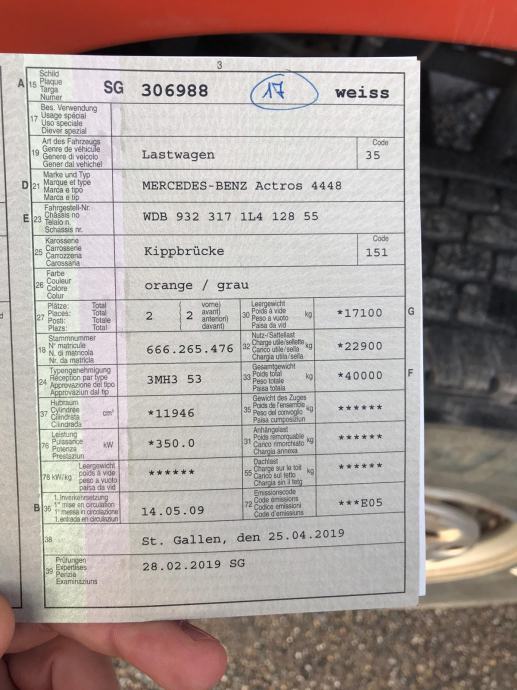 3
A 15 Schild
Plaque
Targa
Numer
SG 306988 17 weiss
17 Bes. Verwendung
Usage spécial
Uso speciale
Diever spezial
19 Art des Fahrzeugs
Genre de véhicule
Genere di veicolo
Gener dal vehichel
Lastwagen
Code
35
D 21 Marke und Typ
Marque et type
Marca e tipo
Marca e tip
MERCEDES-BENZ Actros 4448
E 23 Fahrgestell-Nr.
Châssis no
Telaio n.
Schassis nr.
WDB 932 317 1L4 128 55
25 Karosserie
Carrosserie
Carrozzeria
Carossaria
Kippbrücke
Code
151
26 Farbe
Couleur
Colore
Colur
orange / grau
27 Plätze: Total
Places: Total
Posti: Totale
Plazs: Total
2 ( 2 vorne)
avant)
anteriori)
davant)
30 Leergewicht
Poids à vide
Peso a vuoto
Paisa da vid
kg *17100 G
18 Stammnummer
N° matricule
N. di matricola
Nr. da matricla
666.265.476
32 Nutz-/Sattellast
Charge utile/sellette
Carico utile/sella
Chargia utila/sella
kg *22900
24 Typengenehmigung
Réception par type
Approvazione del tipo
Approvaziun dal tip
3MH3 53
33 Gesamtgewicht
Poids total
Peso totale
Paisa totala
kg *40000 F
37 Hubraum
Cylindrée
Cilindrata
Cilindrada
cm³ *11946
35 Gewicht des Zuges
Poids de l'ensemble
Peso del convoglio
Paisa cumposiziun
kg ******
76 Leistung
Puissance
Potenza
Prestaziun
kW *350.0
31 Anhängelast
Poids remorquable
Carico rimorchiato
Chargia annexa
kg ******
78 kW/kg Leergewicht
poids à vide
peso a vuoto
paisa da vid
******
55 Dachlast
Charge sur le toit
Carico sul tetto
Chargia sin il tetg
kg ******
B 36 1. Inverkehrsetzung
1re mise en circulation
1a messa in circolazione
1. entrada en circulaziun
14.05.09
72 Emissionscode
Code émissions
Codice emissioni
Code d'emissiuns
***E05
38 St. Gallen, den 25.04.2019
39 Prüfungen
Expertises
Perizie
Examinaziuns
28.02.2019 SG